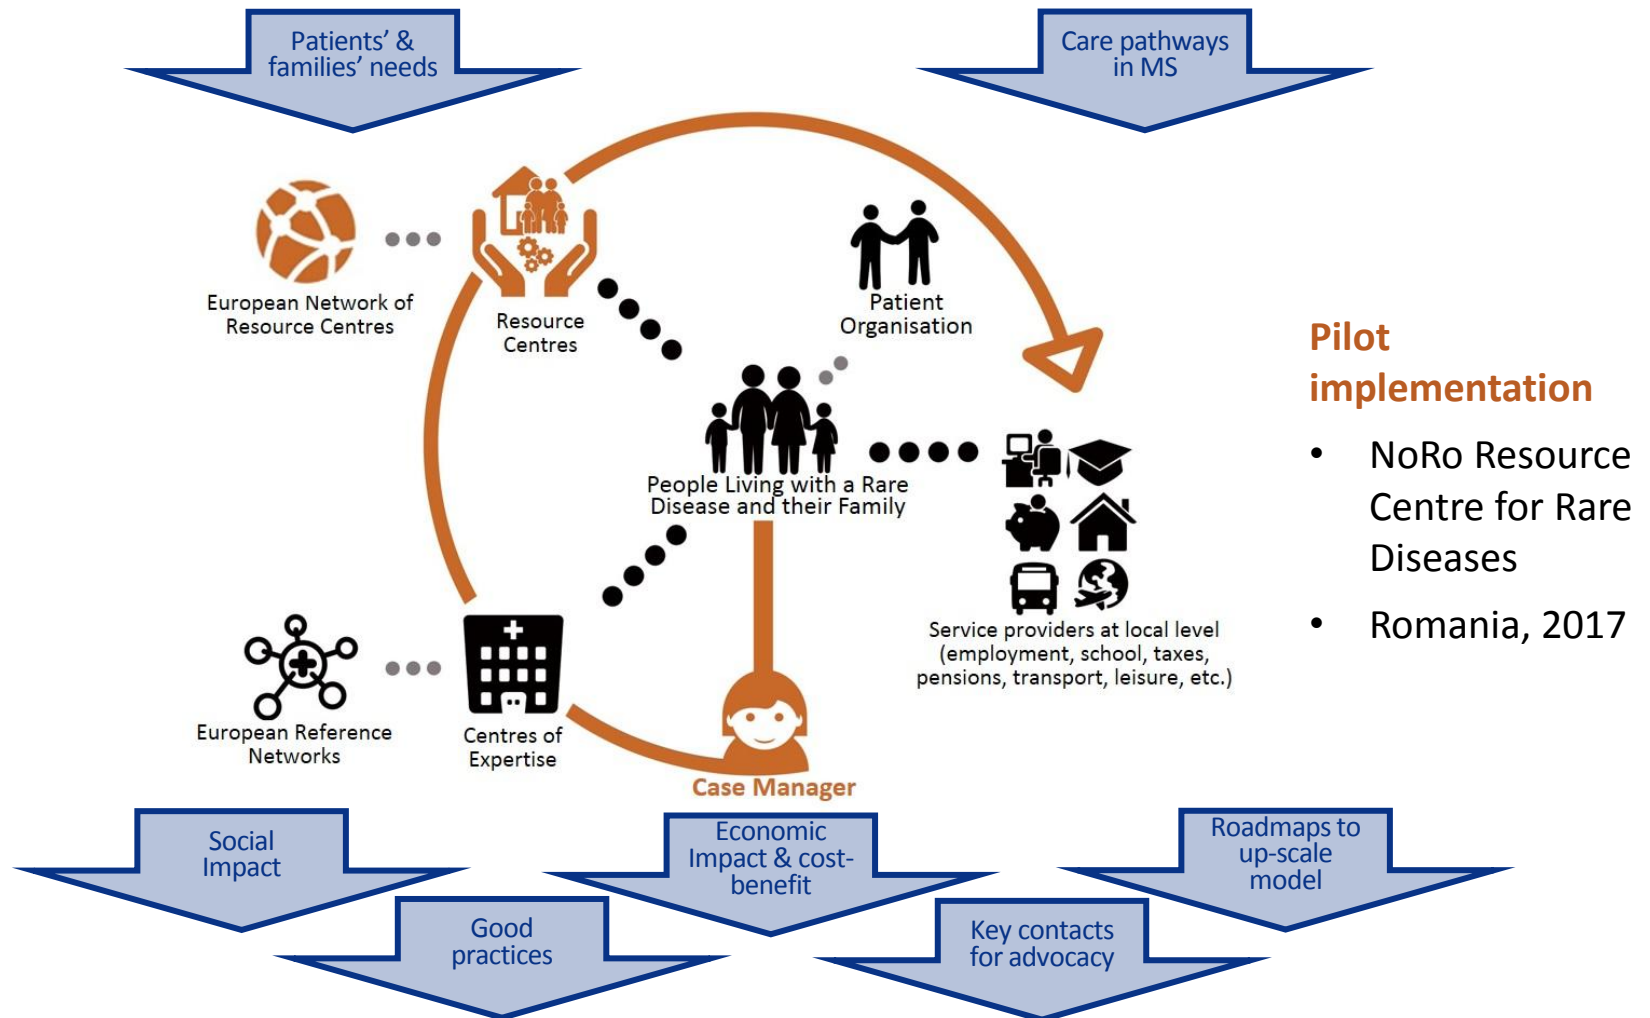 Patients’ &
families’ needs
Care pathways
in MS
European Network of
Resource Centres
Resource
Centres
Patient
Organisation
People Living with a Rare
Disease and their Family
Service providers at local level
(employment, school, taxes,
pensions, transport, leisure, etc.)
European Reference
Networks
Centres of
Expertise
Case Manager
Pilot
implementation
• NoRo Resource
Centre for Rare
Diseases
• Romania, 2017
Social
Impact
Economic
Impact & cost-
benefit
Roadmaps to
up-scale
model
Good
practices
Key contacts
for advocacy